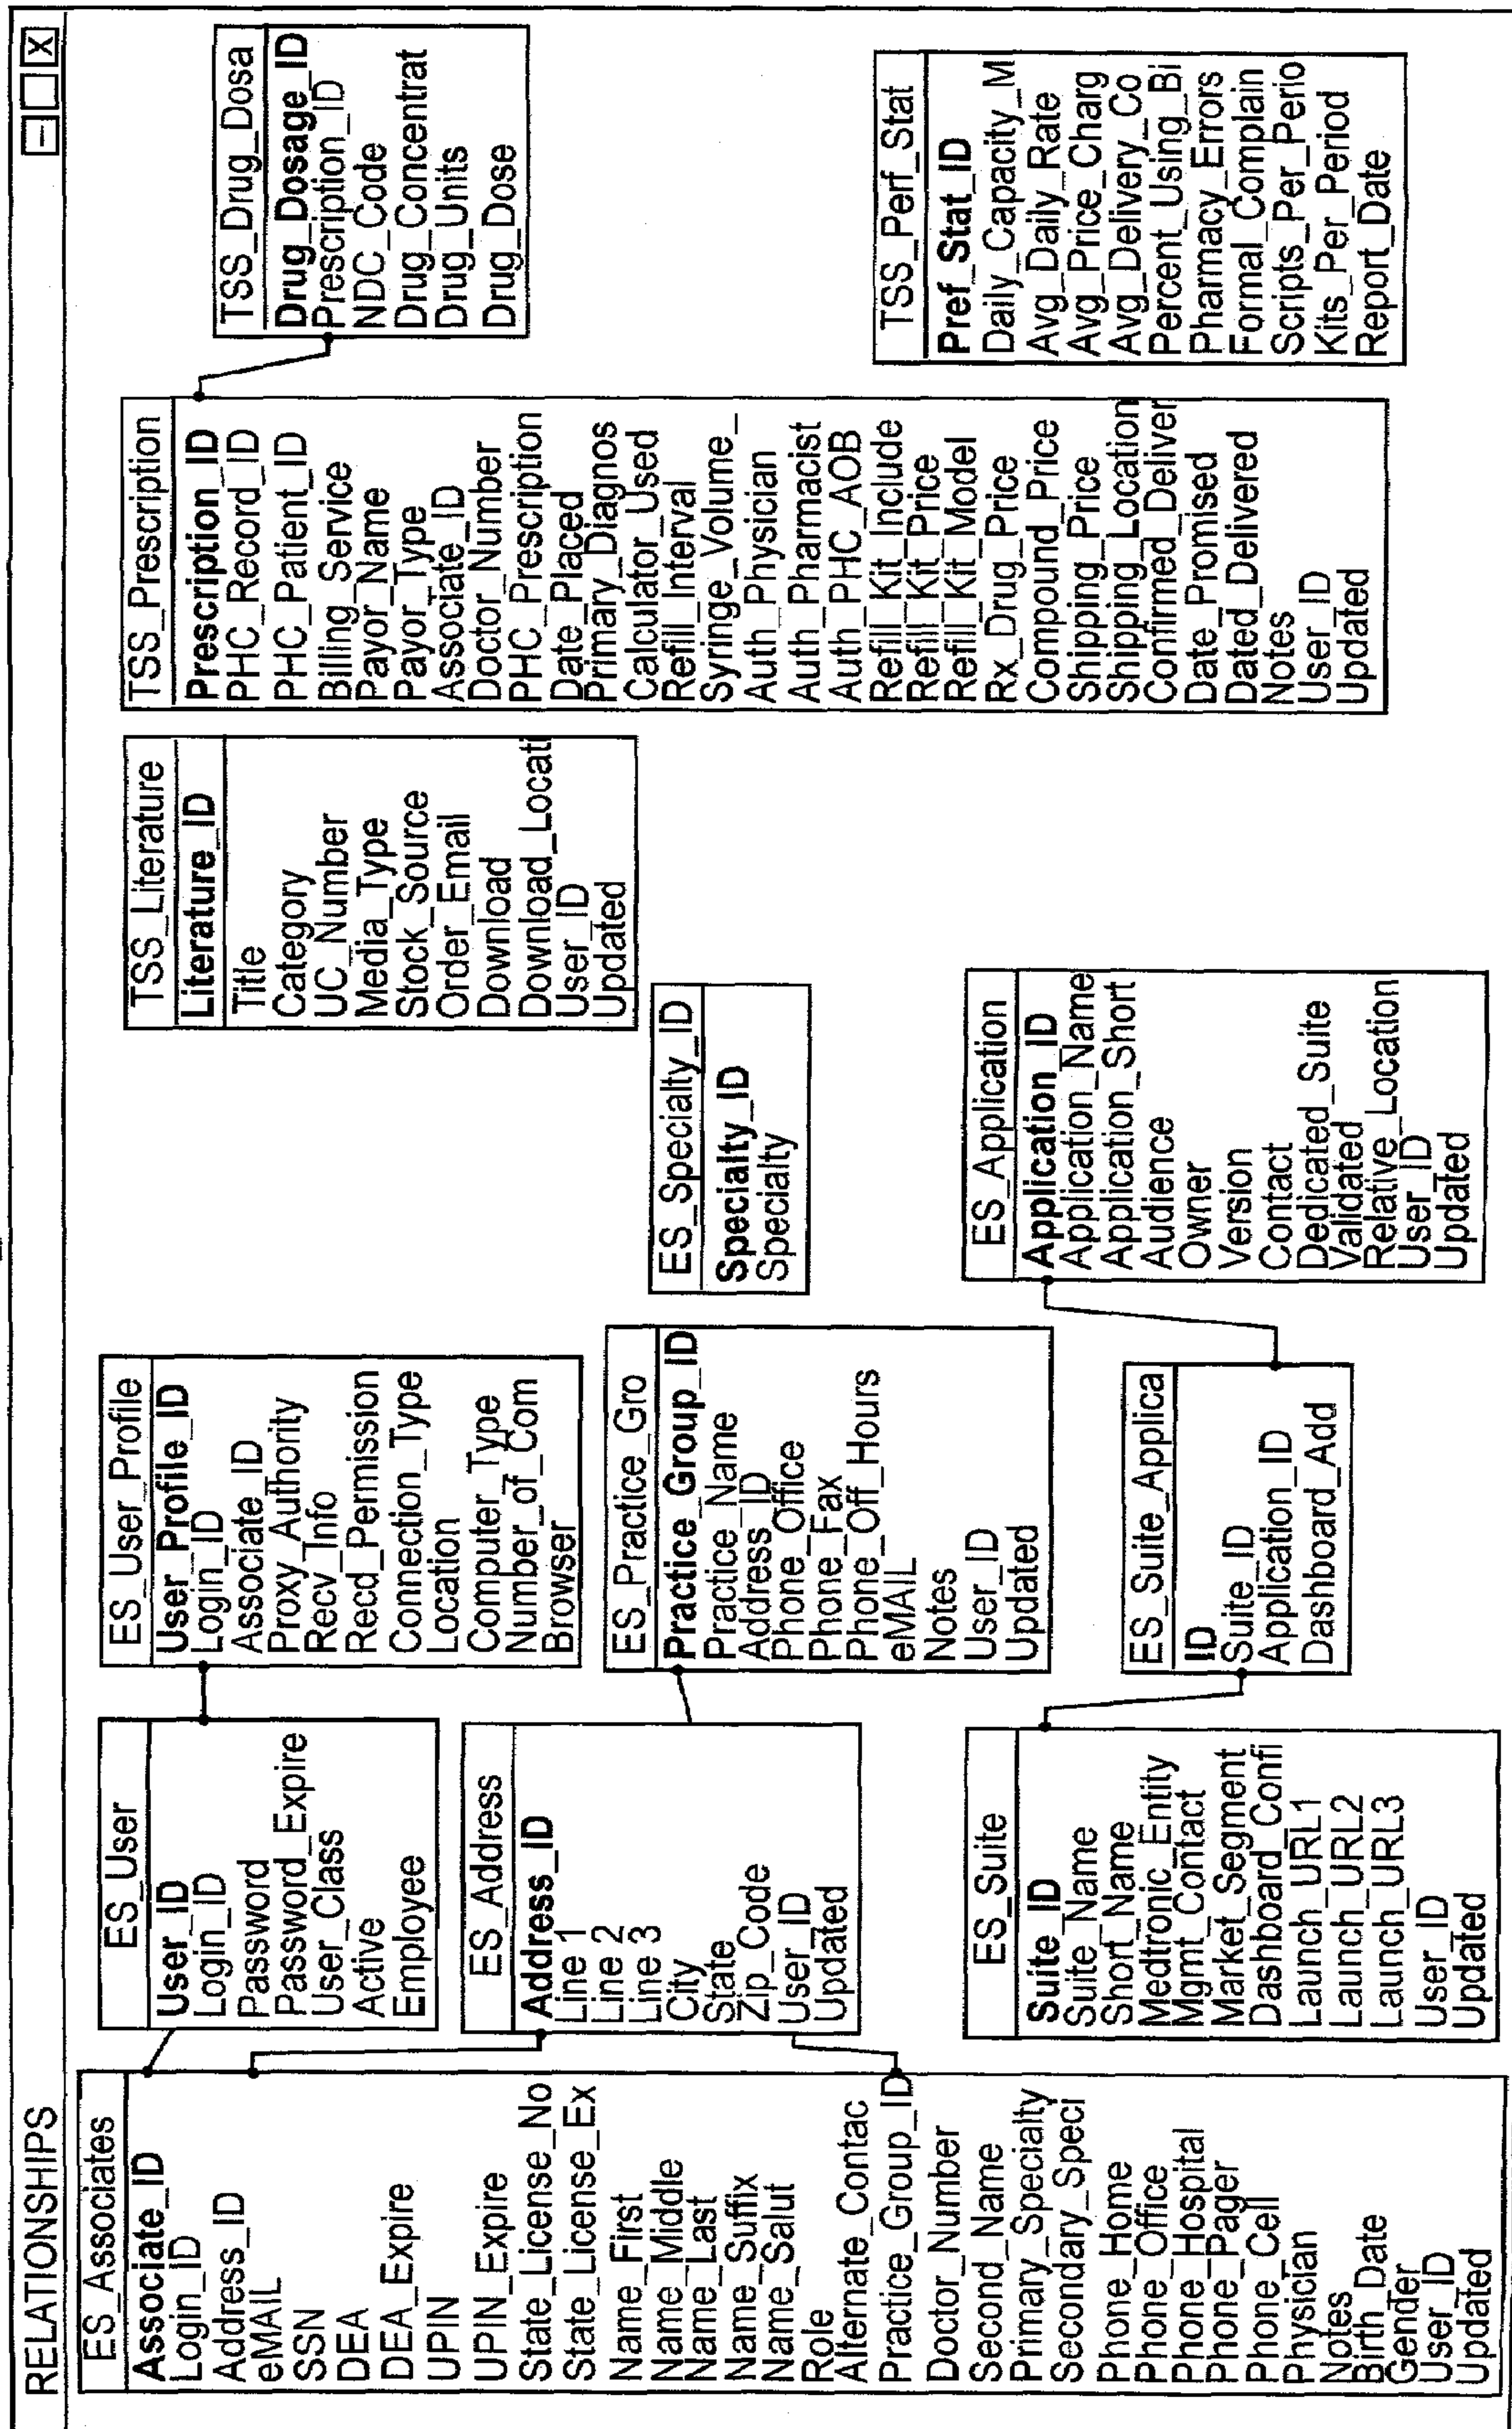 RELATIONSHIPS
ES_Associates
Associate_ID
Login_ID
Address_ID
eMAIL
SSN
DEA
DEA_Expire
UPIN
UPIN_Expire
State_License_No
State_License_Ex
Name_First
Name_Middle
Name_Last
Name_Suffix
Name_Salut
Role
Alternate_Contac
Practice_Group_ID
Doctor_Number
Second_Name
Primary_Specialty
Secondary_Speci
Phone_Home
Phone_Office
Phone_Hospital
Phone_Pager
Phone_Cell
Physician
Notes
Birth_Date
Gender
User_ID
Updated
ES_User
User_ID
Login_ID
Password
Password_Expire
User_Class
Active
Employee
ES_Address
Address_ID
Line 1
Line 2
Line 3
City
State
Zip_Code
User_ID
Updated
ES_Suite
Suite_ID
Suite_Name
Short_Name
Medtronic_Entity
Mgmt_Contact
Market_Segment
Dashboard_Confi
Launch_URL1
Launch_URL2
Launch_URL3
User_ID
Updated
ES_User_Profile
User_Profile_ID
Login_ID
Associate_ID
Proxy_Authority
Recv_Info
Recd_Permission
Connection_Type
Location
Computer_Type
Number_of_Com
Browser
ES_Practice_Gro
Practice_Group_ID
Practice_Name
Address_ID
Phone_Office
Phone_Fax
Phone_Off_Hours
eMAIL
Notes
User_ID
Updated
ES_Suite_Applica
ID
Suite_ID
Application_ID
Dashboard_Add
ES_Specialty_ID
Specialty_ID
Specialty
ES_Application
Application_ID
Application_Name
Application_Short
Audience
Owner
Version
Contact
Dedicated_Suite
Validated
Relative_Location
User_ID
Updated
TSS_Literature
Literature_ID
Title
Category
UC_Number
Media_Type
Stock_Source
Order_Email
Download
Download_Locati
User_ID
Updated
TSS_Prescription
Prescription_ID
PHC_Record_ID
PHC_Patient_ID
Billing_Service
Payor_Name
Payor_Type
Associate_ID
Doctor_Number
PHC_Prescription
Date_Placed
Primary_Diagnos
Calculator_Used
Refill_Interval
Syringe_Volume_
Auth_Physician
Auth_Pharmacist
Auth_PHC_AOB
Refill_Kit_Include
Refill_Kit_Price
Refill_Kit_Model
Rx_Drug_Price
Compound_Price
Shipping_Price
Shipping_Location
Confirmed_Deliver
Date_Promised
Dated_Delivered
Notes
User_ID
Updated
TSS_Drug_Dosa
Drug_Dosage_ID
Prescription_ID
NDC_Code
Drug_Concentrat
Drug_Units
Drug_Dose
TSS_Perf_Stat
Pref_Stat_ID
Daily_Capacity_M
Avg_Daily_Rate
Avg_Price_Charg
Avg_Delivery_Co
Percent_Using_Bi
Pharmacy_Errors
Formal_Complain
Scripts_Per_Perio
Kits_Per_Period
Report_Date